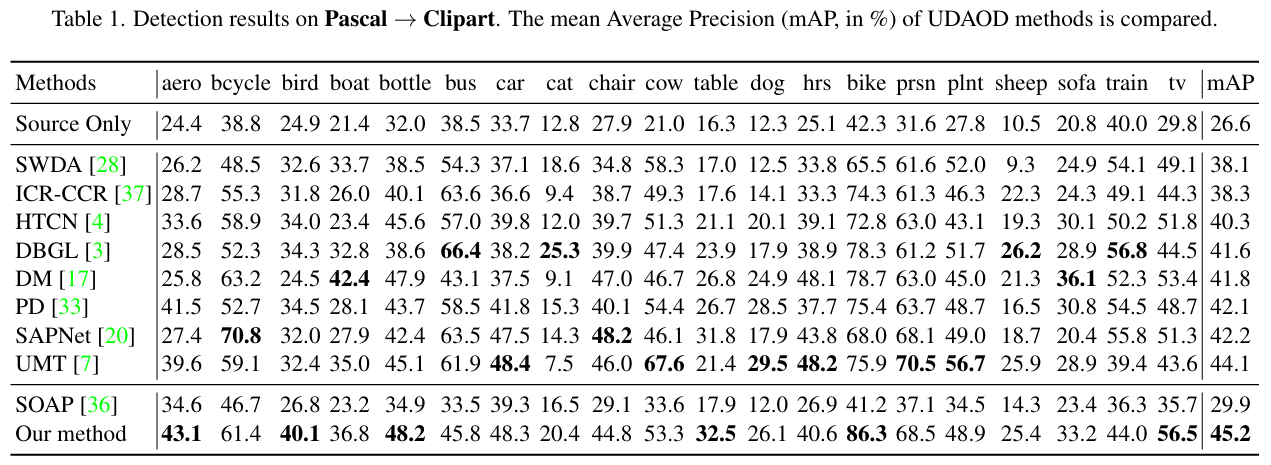 Table 1. Detection results on Pascal → Clipart. The mean Average Precision (mAP, in %) of UDAOD methods is compared.
Methods aero bcycle bird boat bottle bus car cat chair cow table dog hrs bike prsn plnt sheep sofa train tv mAP
Source Only 24.4 38.8 24.9 21.4 32.0 38.5 33.7 12.8 27.9 21.0 16.3 12.3 25.1 42.3 31.6 27.8 10.5 20.8 40.0 29.8 26.6
SWDA [28] 26.2 48.5 32.6 33.7 38.5 54.3 37.1 18.6 34.8 58.3 17.0 12.5 33.8 65.5 61.6 52.0 9.3 24.9 54.1 49.1 38.1
ICR-CCR [37] 28.7 55.3 31.8 26.0 40.1 63.6 36.6 9.4 38.7 49.3 17.6 14.1 33.3 74.3 61.3 46.3 22.3 24.3 49.1 44.3 38.3
HTCN [4] 33.6 58.9 34.0 23.4 45.6 57.0 39.8 12.0 39.7 51.3 21.1 20.1 39.1 72.8 63.0 43.1 19.3 30.1 50.2 51.8 40.3
DBGL [3] 28.5 52.3 34.3 32.8 38.6 66.4 38.2 25.3 39.9 47.4 23.9 17.9 38.9 78.3 61.2 51.7 26.2 28.9 56.8 44.5 41.6
DM [17] 25.8 63.2 24.5 42.4 47.9 43.1 37.5 9.1 47.0 46.7 26.8 24.9 48.1 78.7 63.0 45.0 21.3 36.1 52.3 53.4 41.8
PD [33] 41.5 52.7 34.5 28.1 43.7 58.5 41.8 15.3 40.1 54.4 26.7 28.5 37.7 75.4 63.7 48.7 16.5 30.8 54.5 48.7 42.1
SAPNet [20] 27.4 70.8 32.0 27.9 42.4 63.5 47.5 14.3 48.2 46.1 31.8 17.9 43.8 68.0 68.1 49.0 18.7 20.4 55.8 51.3 42.2
UMT [7] 39.6 59.1 32.4 35.0 45.1 61.9 48.4 7.5 46.0 67.6 21.4 29.5 48.2 75.9 70.5 56.7 25.9 28.9 39.4 43.6 44.1
SOAP [36] 34.6 46.7 26.8 23.2 34.9 33.5 39.3 16.5 29.1 33.6 17.9 12.0 26.9 41.2 37.1 34.5 14.3 23.4 36.3 35.7 29.9
Our method 43.1 61.4 40.1 36.8 48.2 45.8 48.3 20.4 44.8 53.3 32.5 26.1 40.6 86.3 68.5 48.9 25.4 33.2 44.0 56.5 45.2